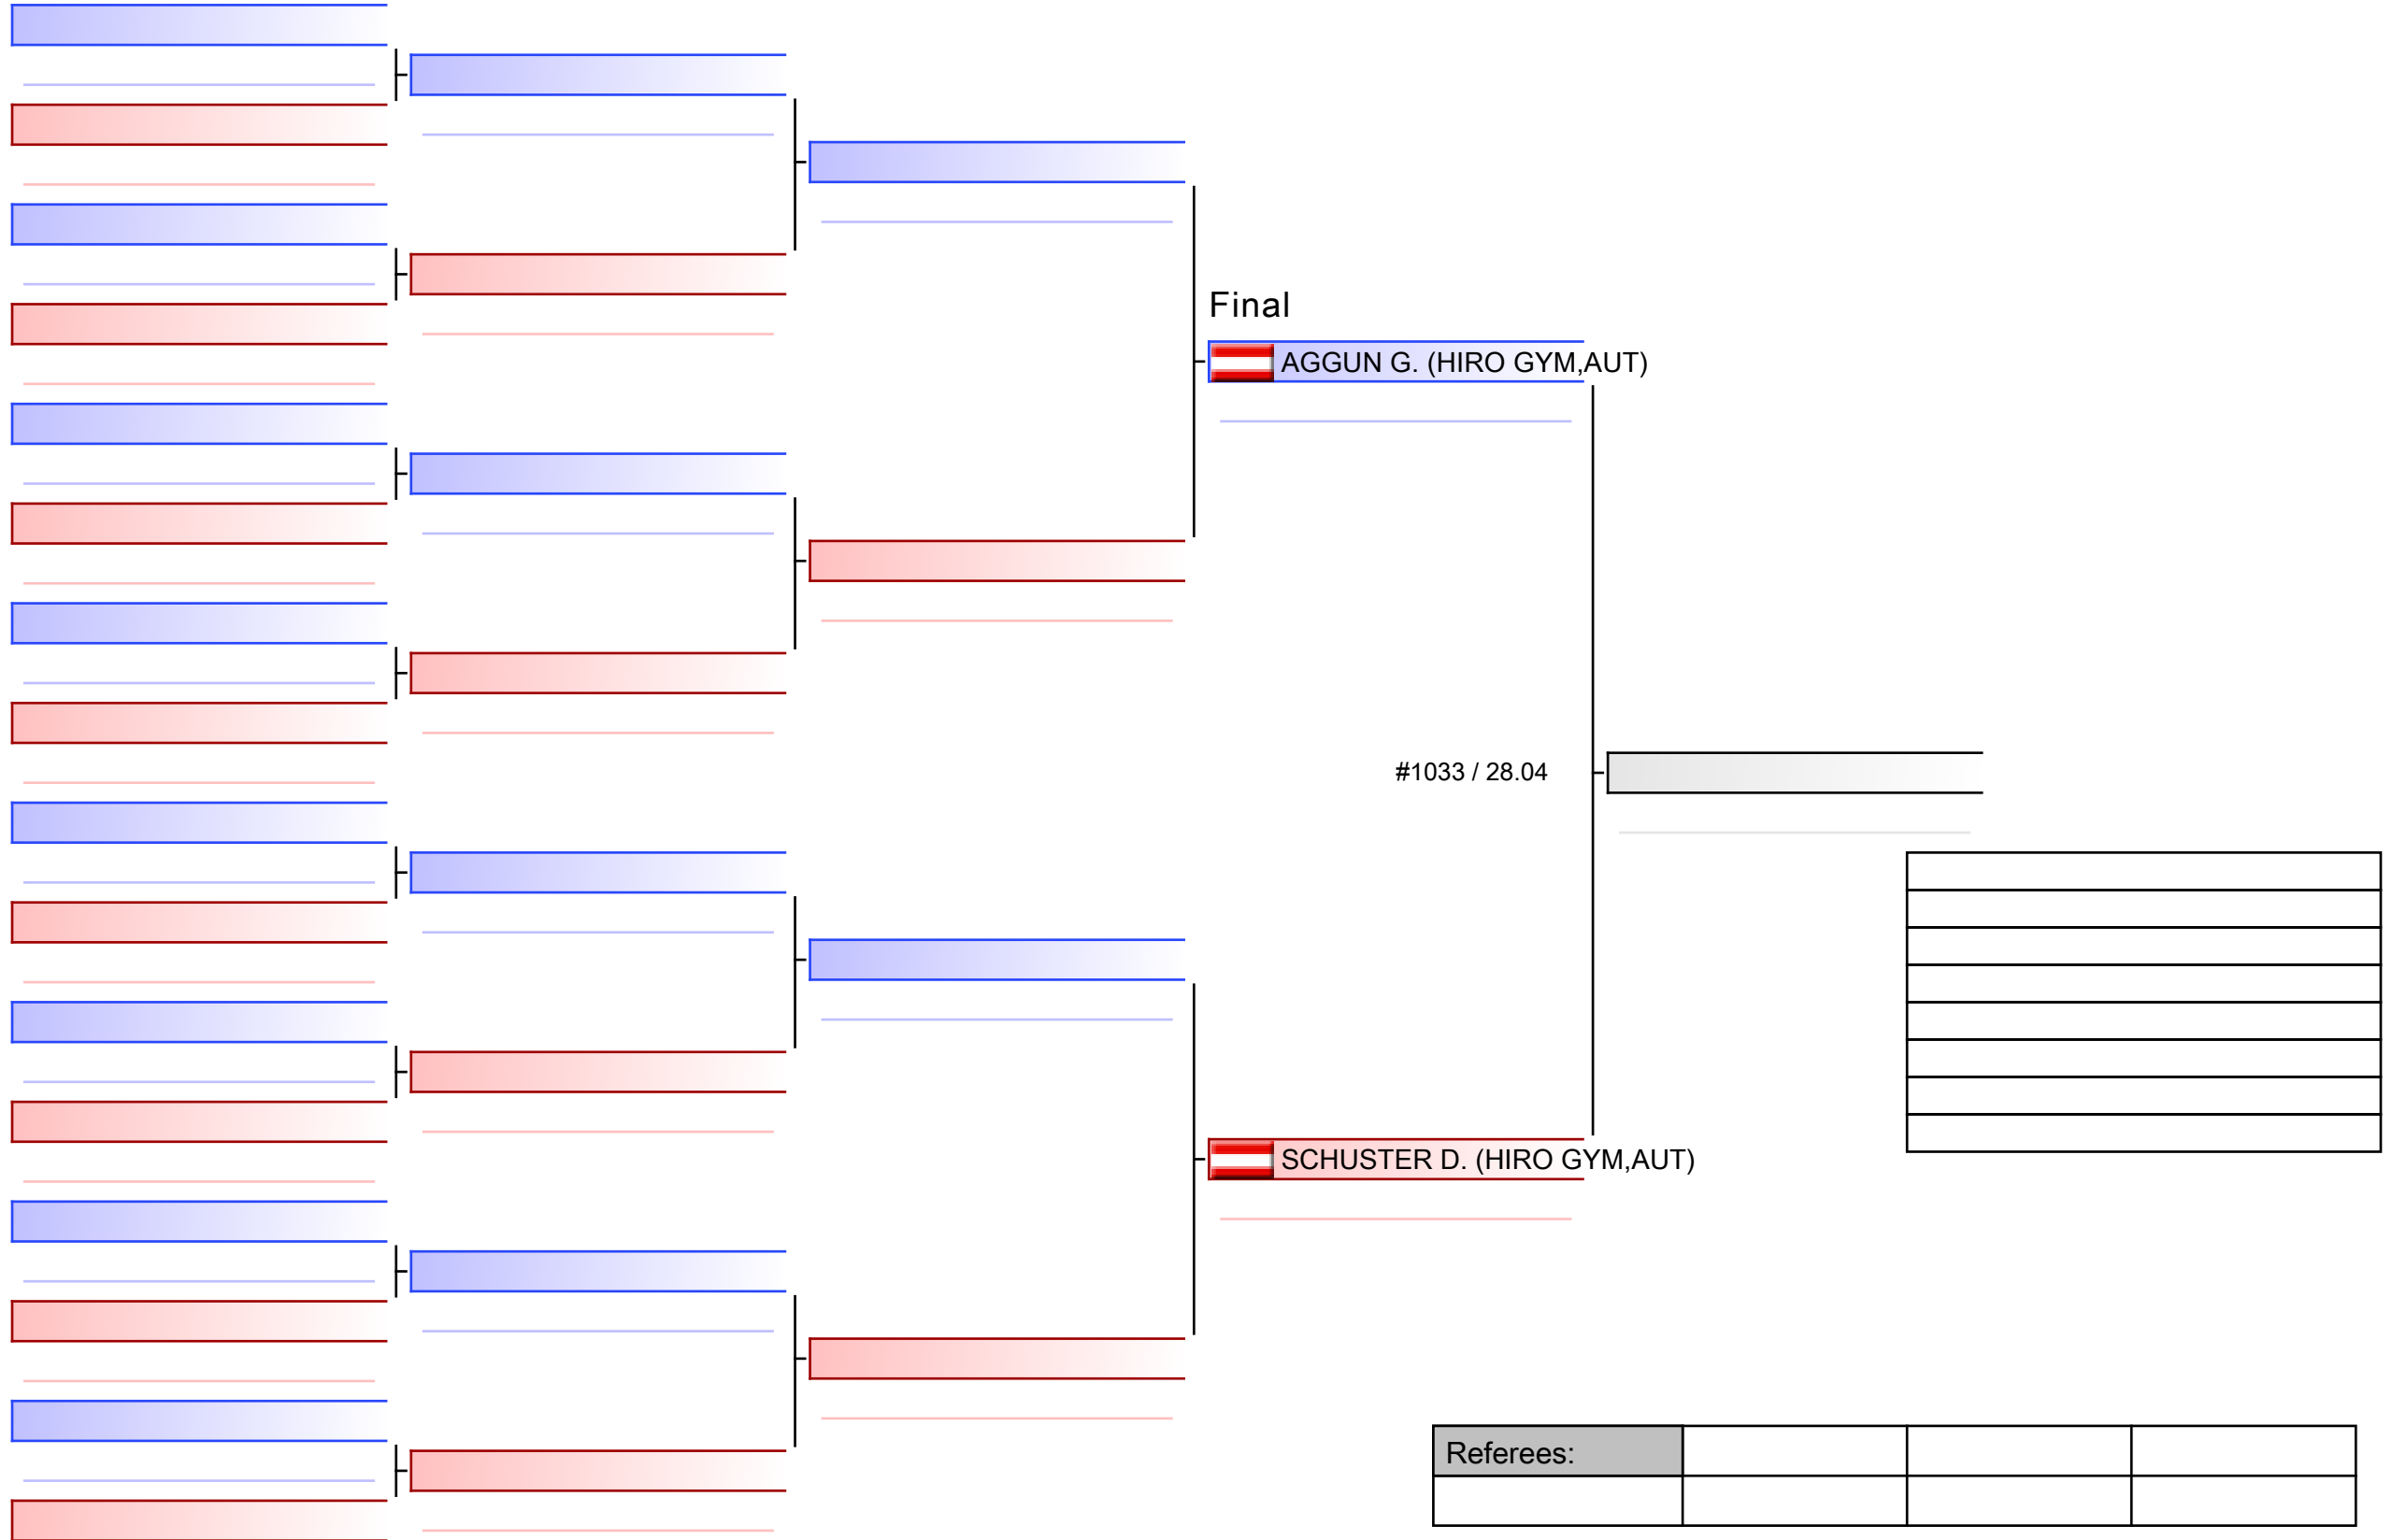 Final
AGGUN G. (HIRO GYM,AUT)
#1033 / 28.04
SCHUSTER D. (HIRO GYM,AUT)
Referees: